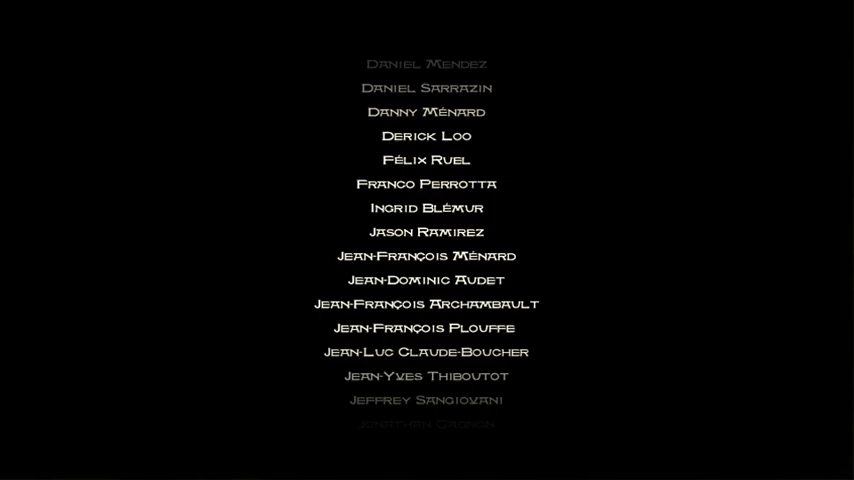 Daniel Mendez
Daniel Sarrazin
Danny Ménard
Derick Loo
Félix Ruel
Franco Perrotta
Ingrid Blémur
Jason Ramirez
Jean-François Ménard
Jean-Dominic Audet
Jean-François Archambault
Jean-François Plouffe
Jean-Luc Claude-Boucher
Jean-Yves Thiboutot
Jeffrey Sangiovani
Jonathan